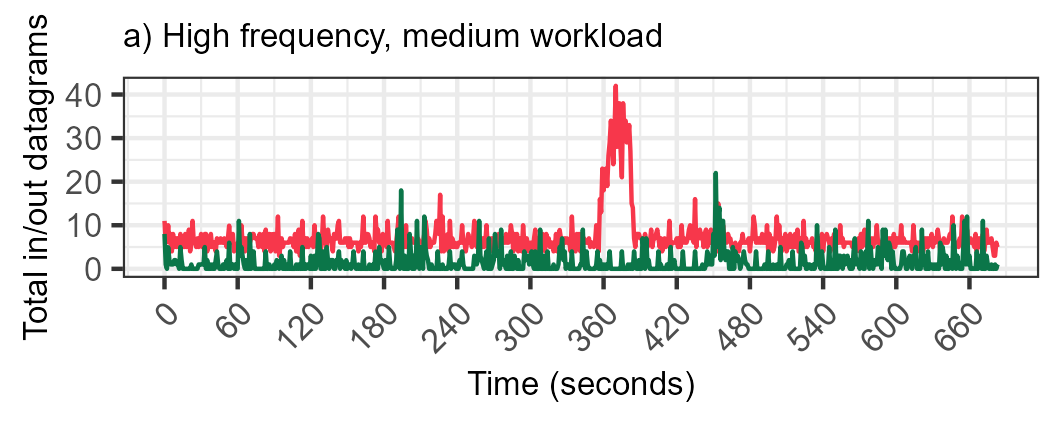 a) High frequency, medium workload
Total in/out datagrams
40
30
20
10
0
0 60 120 180 240 300 360 420 480 540 600 660
Time (seconds)